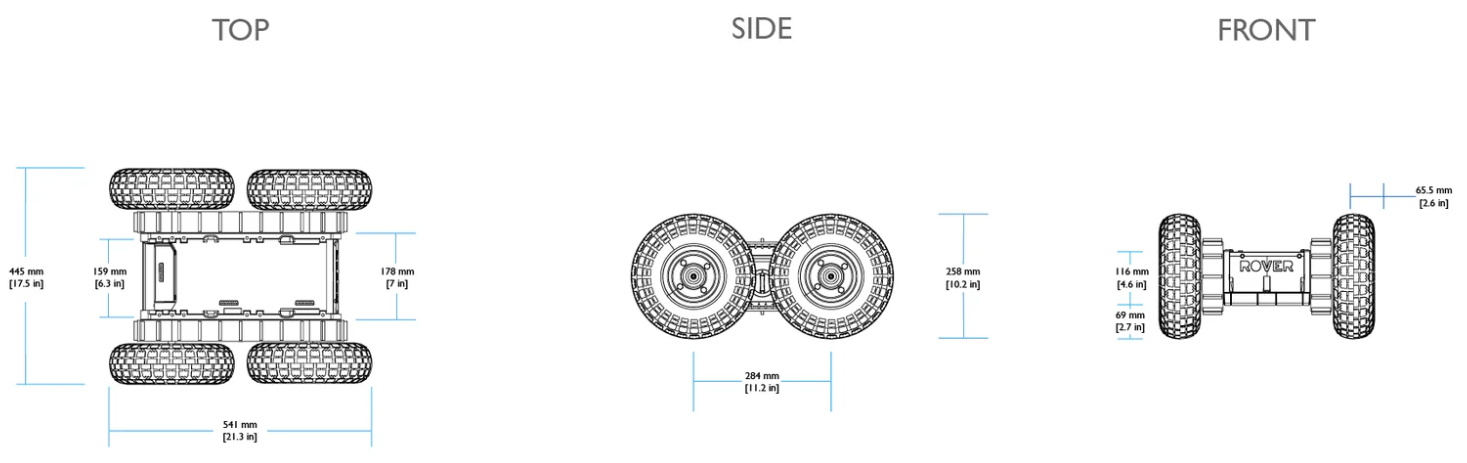 TOP
SIDE
FRONT
445 mm
[17.5 in]
159 mm
[6.3 in]
178 mm
[7 in]
541 mm
[21.3 in]
258 mm
[10.2 in]
284 mm
[11.2 in]
65.5 mm
[2.6 in]
116 mm
[4.6 in]
69 mm
[2.7 in]
ROVER